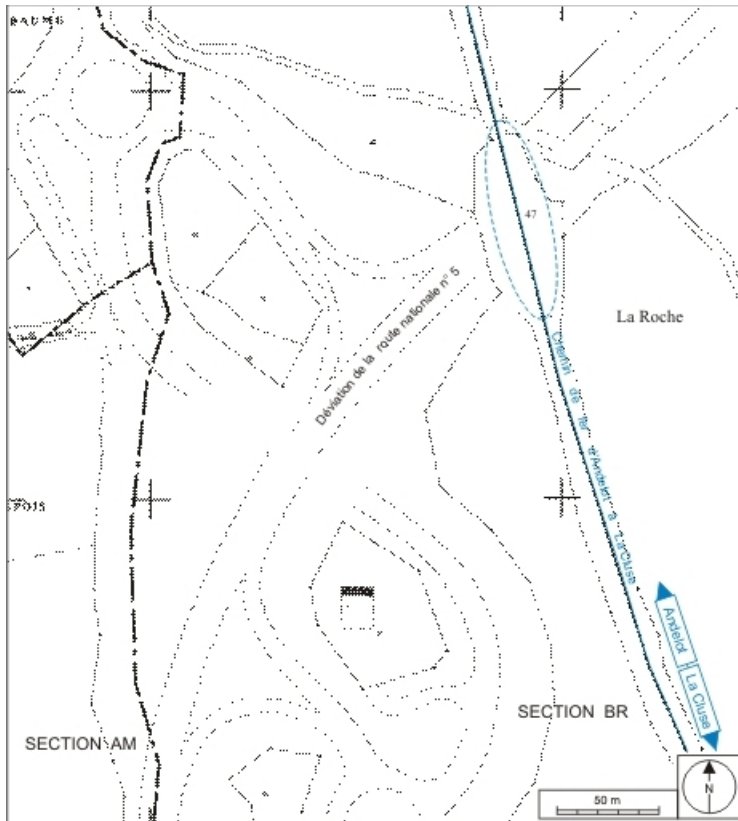 47
La Roche
Déviation de la route nationale n° 5
Chemin de fer d'Andelot à La Cluse
Andelot
La Cluse
SECTION BR
SECTION AM
50 m
N